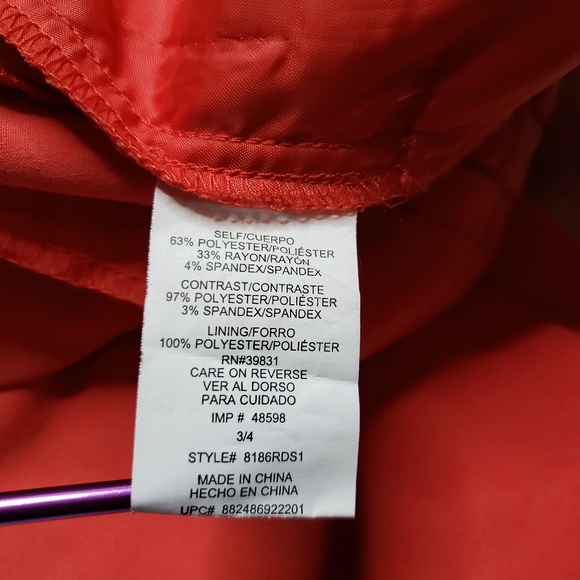 SELF/CUERPO
63% POLYESTER/POLIÉSTER
33% RAYON/RAYÓN
4% SPANDEX/SPANDEX
CONTRAST/CONTRASTE
97% POLYESTER/POLIÉSTER
3% SPANDEX/SPANDEX
LINING/FORRO
100% POLYESTER/POLIÉSTER
RN#39831
CARE ON REVERSE
VER AL DORSO
PARA CUIDADO
IMP # 48598
3/4
STYLE# 8186RDS1
MADE IN CHINA
HECHO EN CHINA
UPC# 882486922201